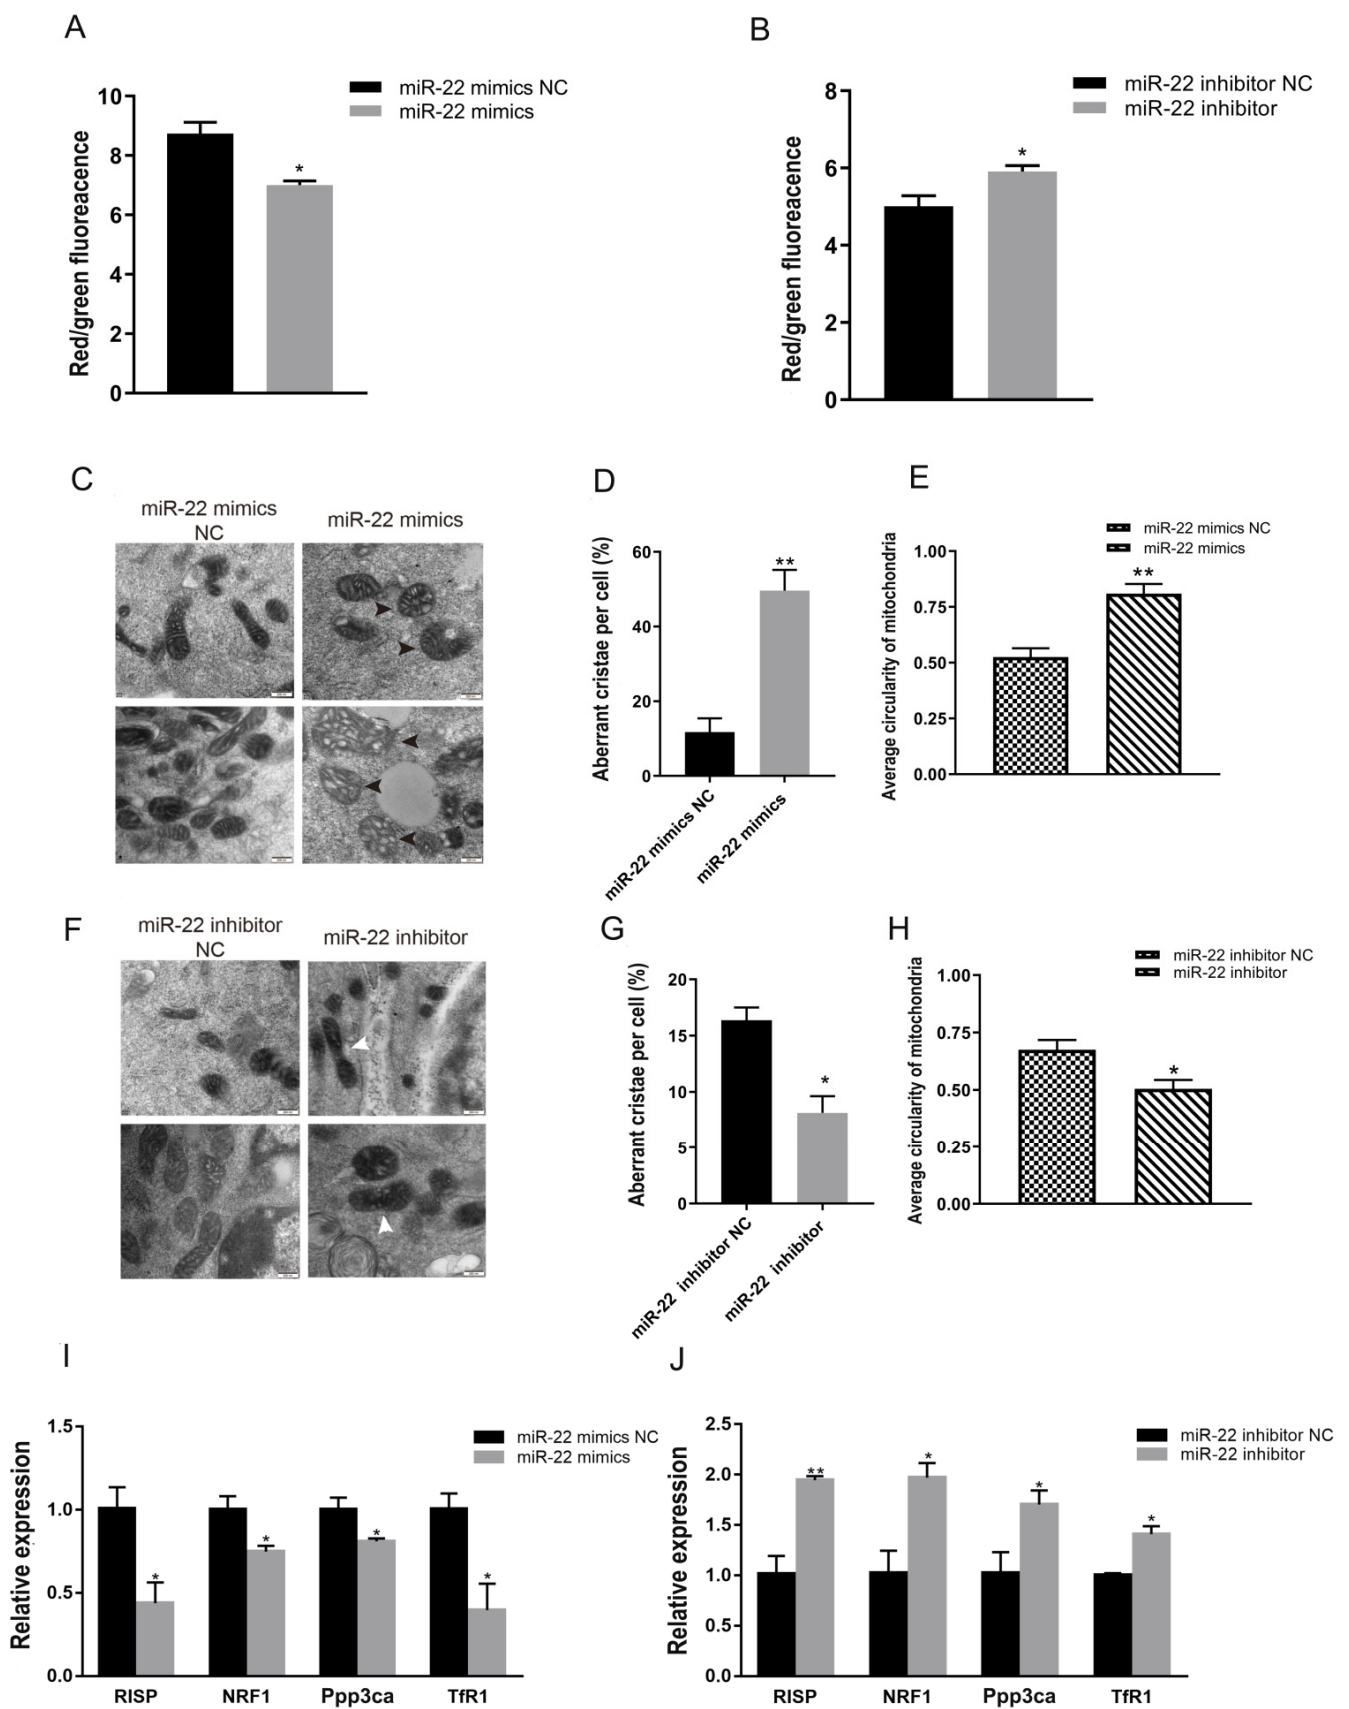 A
miR-22 mimics NC
miR-22 mimics
Red/green fluoreacence
10
8
6
4
2
0
*
B
miR-22 inhibitor NC
miR-22 inhibitor
Red/green fluoreacence
8
6
4
2
0
*
C
miR-22 mimics
NC
miR-22 mimics
D
Aberrant cristae per cell (%)
60
40
20
0
**
miR-22 mimics NC
miR-22 mimics
E
miR-22 mimics NC
miR-22 mimics
Average circularity of mitochondria
1.00
0.75
0.50
0.25
0.00
**
F
miR-22 inhibitor
NC
miR-22 inhibitor
G
Aberrant cristae per cell (%)
20
15
10
5
0
*
miR-22 inhibitor NC
miR-22 inhibitor
H
miR-22 inhibitor NC
miR-22 inhibitor
Average circularity of mitochondria
1.00
0.75
0.50
0.25
0.00
*
I
miR-22 mimics NC
miR-22 mimics
Relative expression
1.5
1.0
0.5
0.0
* * * *
RISP NRF1 Ppp3ca TfR1
J
miR-22 inhibitor NC
miR-22 inhibitor
Relative expression
2.5
2.0
1.5
1.0
0.5
0.0
** * * *
RISP NRF1 Ppp3ca TfR1